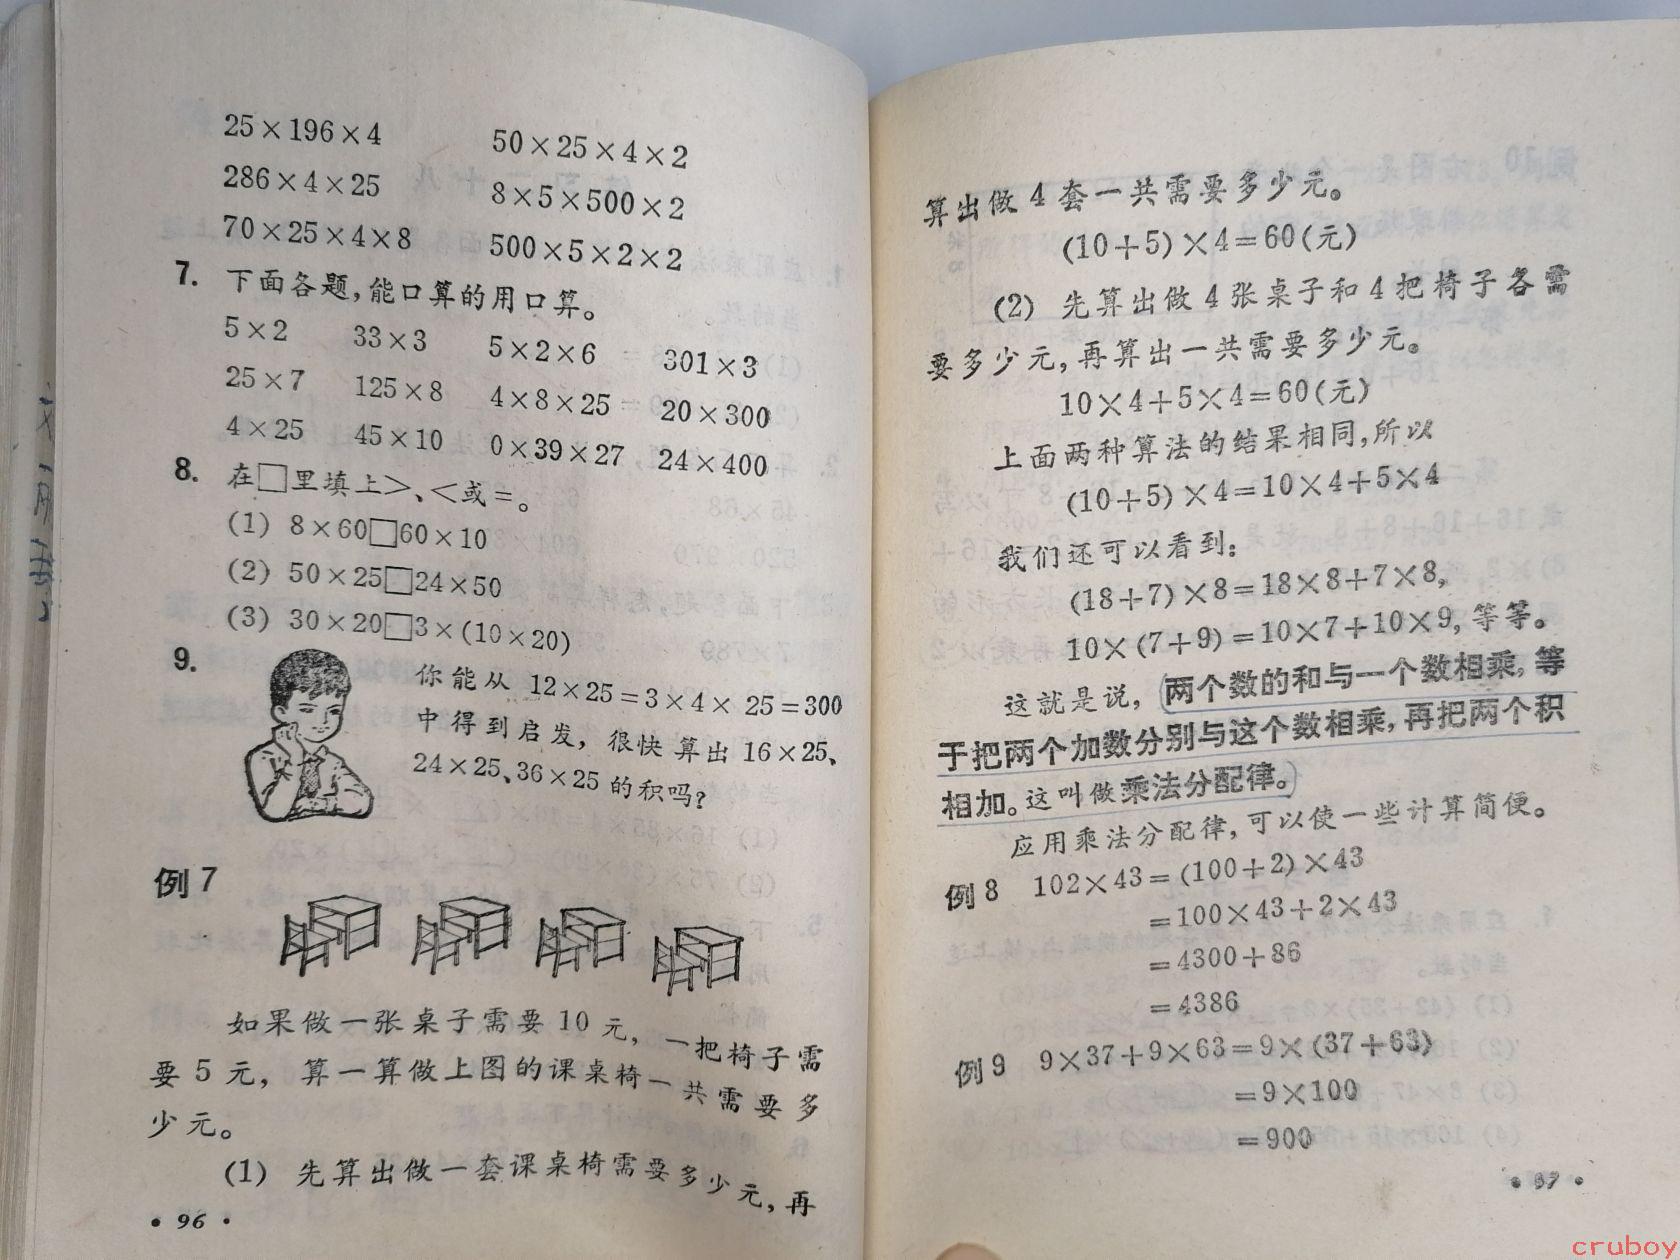 25×196×4 50×25×4×2
286×4×25 8×5×500×2
70×25×4×8 500×5×2×2
7. 下面各题,能口算的用口算。
5×2 33×3 5×2×6 301×3
25×7 125×8 4×8×25 20×300
4×25 45×10 0×39×27 24×400
8. 在□里填上>、<或=。
(1) 8×60□60×10
(2) 50×25□24×50
(3) 30×20□3×(10×20)
9. 你能从 12×25=3×4×25=300
中得到启发, 很快算出 16×25、
24×25、36×25 的积吗?
例7
如果做一张桌子需要 10 元, 一把椅子需
要 5 元, 算一算做上图的课桌椅一共需要多
少元。
(1) 先算出做一套课桌椅需要多少元,再
• 96 •
算出做 4 套一共需要多少元。
(10+5)×4=60(元)
(2) 先算出做 4 张桌子和 4 把椅子各需
要多少元,再算出一共需要多少元。
10×4+5×4=60(元)
上面两种算法的结果相同,所以
(10+5)×4=10×4+5×4
我们还可以看到:
(18+7)×8=18×8+7×8,
10×(7+9)=10×7+10×9,等等。
这就是说, 两个数的和与一个数相乘,等
于把两个加数分别与这个数相乘,再把两个积
相加。这叫做乘法分配律。
应用乘法分配律,可以使一些计算简便。
例8 102×43=(100+2)×43
=100×43+2×43
=4300+86
=4386
例9 9×37+9×63=9×(37+63)
=9×100
=900
• 97 •
cruboy